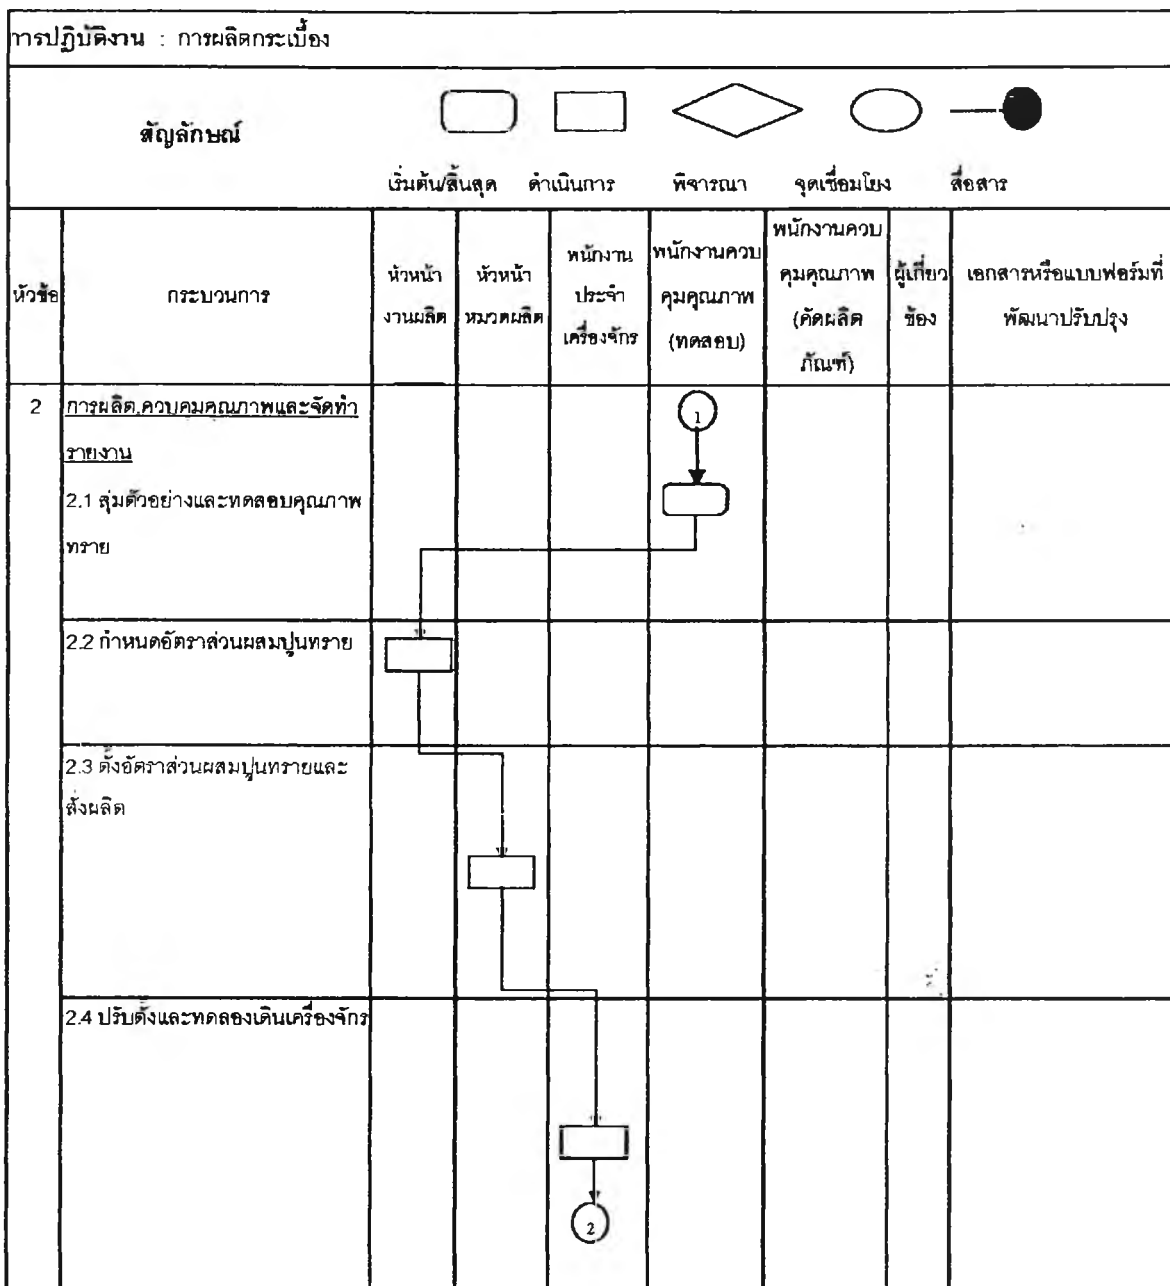 การปฏิบัติงาน : การผลิตกระเบื้อง
สัญลักษณ์
เริ่มต้น/สิ้นสุด ดำเนินการ พิจารณา จุดเชื่อมโยง สื่อสาร
หัวข้อ
กระบวนการ
หัวหน้า
งานผลิต
หัวหน้า
หมวดผลิต
พนักงาน
ประจำ
เครื่องจักร
พนักงานควบ
คุมคุณภาพ
(ทดสอบ)
พนักงานควบ
คุมคุณภาพ
(คัดผลิต
ภัณฑ์)
ผู้เกี่ยว
ข้อง
เอกสารหรือแบบฟอร์มที่
พัฒนาปรับปรุง
2 การผลิต,ควบคุมคุณภาพและจัดทำ
รายงาน
1
2.1 สุ่มตัวอย่างและทดสอบคุณภาพ
ทราย
2.2 กำหนดอัตราส่วนผสมปูนทราย
2.3 ตั้งอัตราส่วนผสมปูนทรายและ
สั่งผลิต
2.4 ปรับตั้งและทดลองเดินเครื่องจักร
2